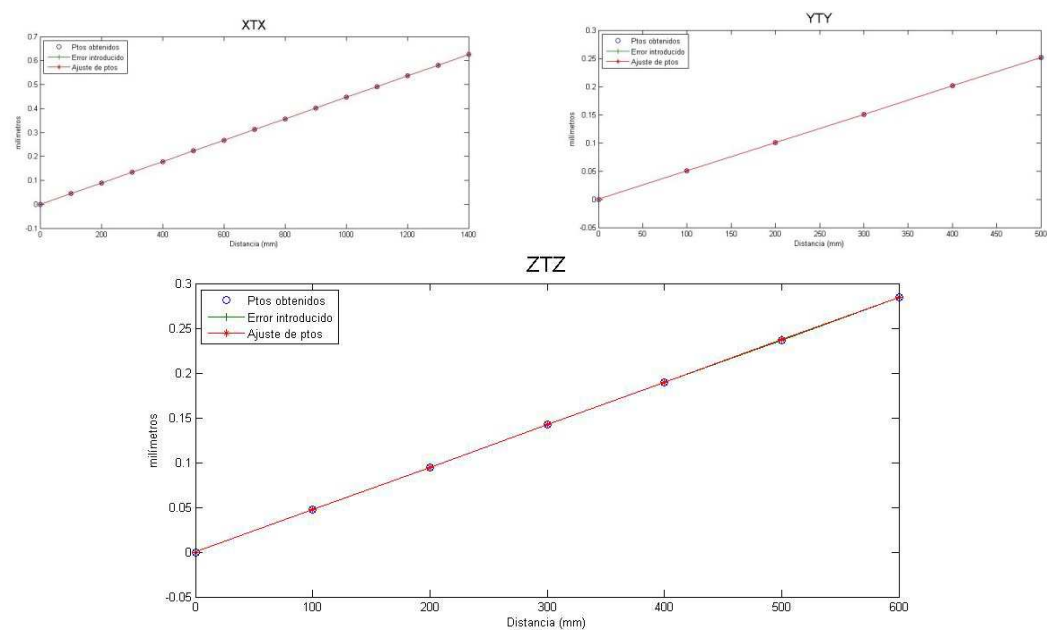 XTX
0.7
0.6
0.5
0.4
0.3
0.2
0.1
0
-0.1
milímetros
Ptos obtenidos
Error introducido
Ajuste de ptos
0 200 400 600 800 1000 1200 1400
Distancia (mm)
YTY
0.3
0.25
0.2
0.15
0.1
0.05
0
-0.05
milímetros
Ptos obtenidos
Error introducido
Ajuste de ptos
0 50 100 150 200 250 300 350 400 450 500
Distancia (mm)
ZTZ
0.3
0.25
0.2
0.15
0.1
0.05
0
-0.05
milímetros
Ptos obtenidos
Error introducido
Ajuste de ptos
0 100 200 300 400 500 600
Distancia (mm)